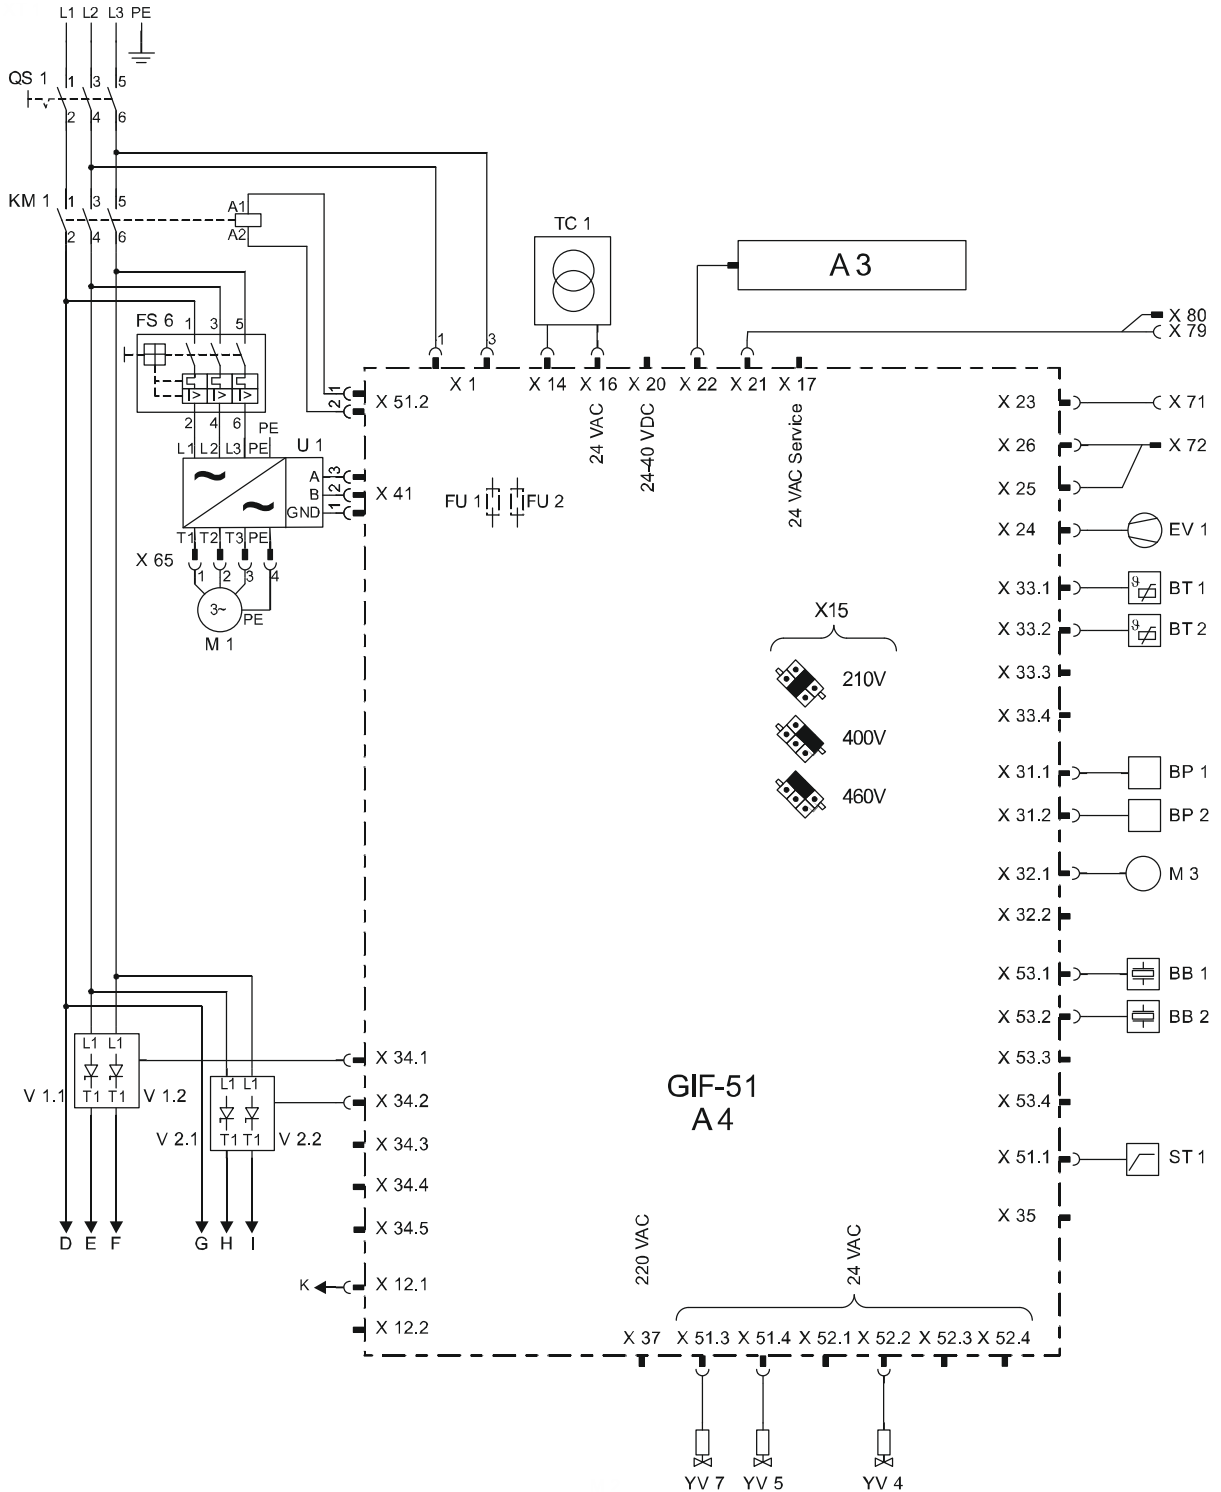 L1 L2 L3 PE
QS 1
1 3 5
2 4 6
KM 1
1 3 5
2 4 6
A1
A2
TC 1
A 3
FS 6
1 3 5
2 4 6
I> I> I>
PE
L1 L2 L3 PE
U 1
A
B
GND
3
2
1
T1 T2 T3 PE
X 65
1 2 3 4
3~
PE
M 1
1
3
X 80
X 79
X 1
X 14
X 16
X 20
X 22
X 21
X 17
24 VAC
24-40 VDC
24 VAC Service
1
2
X 51.2
X 41
FU 1
FU 2
X15
210V
400V
460V
X 23
X 71
X 26
X 72
X 25
X 24
EV 1
X 33.1
ϑ
BT 1
X 33.2
ϑ
BT 2
X 33.3
X 33.4
X 31.1
BP 1
X 31.2
BP 2
X 32.1
M 3
X 32.2
X 53.1
BB 1
X 53.2
BB 2
X 53.3
X 53.4
X 51.1
ST 1
X 35
GIF-51
A 4
L1 L1
T1 T1
V 1.1
V 1.2
L1 L1
T1 T1
V 2.1
V 2.2
X 34.1
X 34.2
X 34.3
X 34.4
X 34.5
D E F
G H I
K
X 12.1
X 12.2
220 VAC
24 VAC
X 37
X 51.3
X 51.4
X 52.1
X 52.2
X 52.3
X 52.4
YV 7
YV 5
YV 4